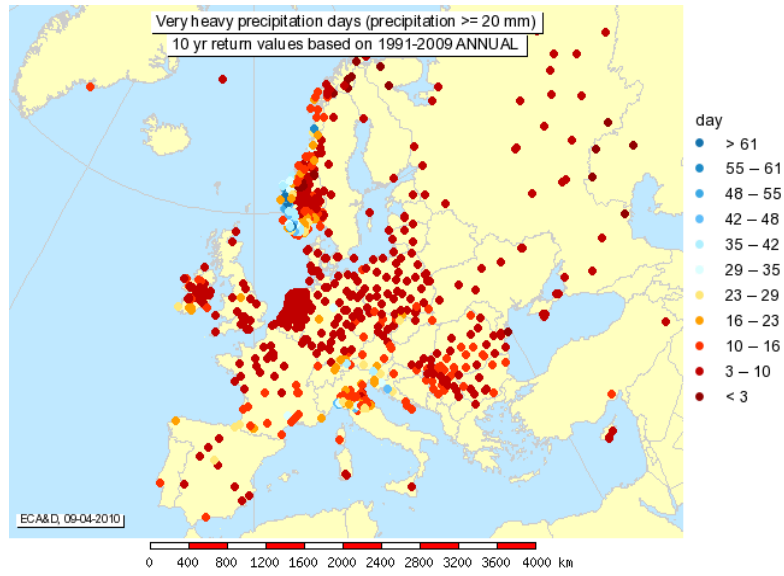 Very heavy precipitation days (precipitation >= 20 mm)
10 yr return values based on 1991-2009 ANNUAL
day
> 61
55 – 61
48 – 55
42 – 48
35 – 42
29 – 35
23 – 29
16 – 23
10 – 16
3 – 10
< 3
ECA&D, 09-04-2010
0 400 800 1200 1600 2000 2400 2800 3200 3600 4000 km